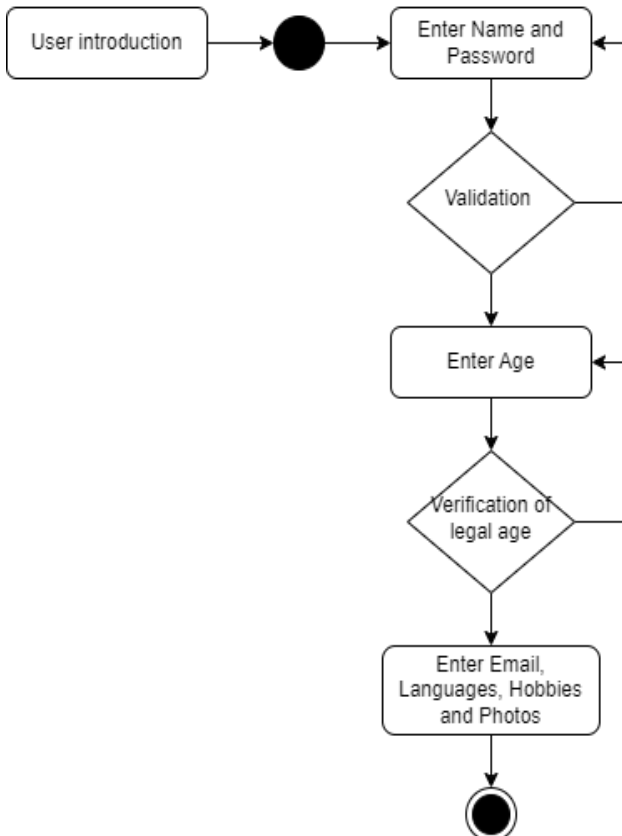 User introduction
Enter Name and
Password
Validation
Enter Age
Verification of
legal age
Enter Email,
Languages, Hobbies
and Photos